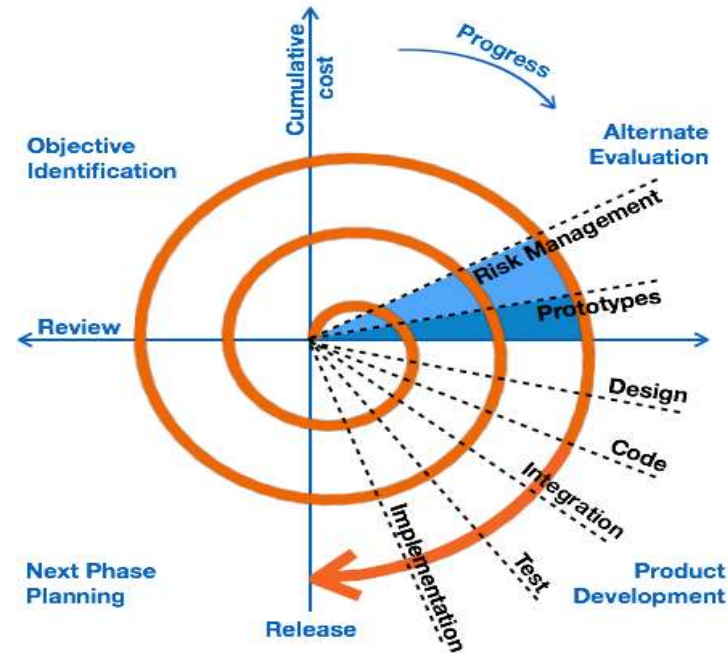 Cumulative
cost
Progress
Objective
Identification
Alternate
Evaluation
Risk Management
Review
Prototypes
Design
Code
Integration
Test
Implementation
Next Phase
Planning
Product
Development
Release